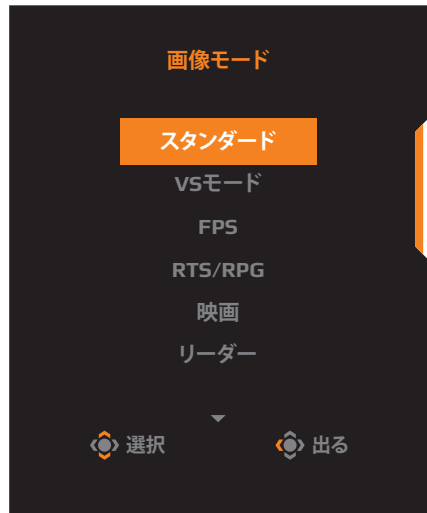 画像モード
スタンダード
VSモード
FPS
RTS/RPG
映画
リーダー
選択 出る